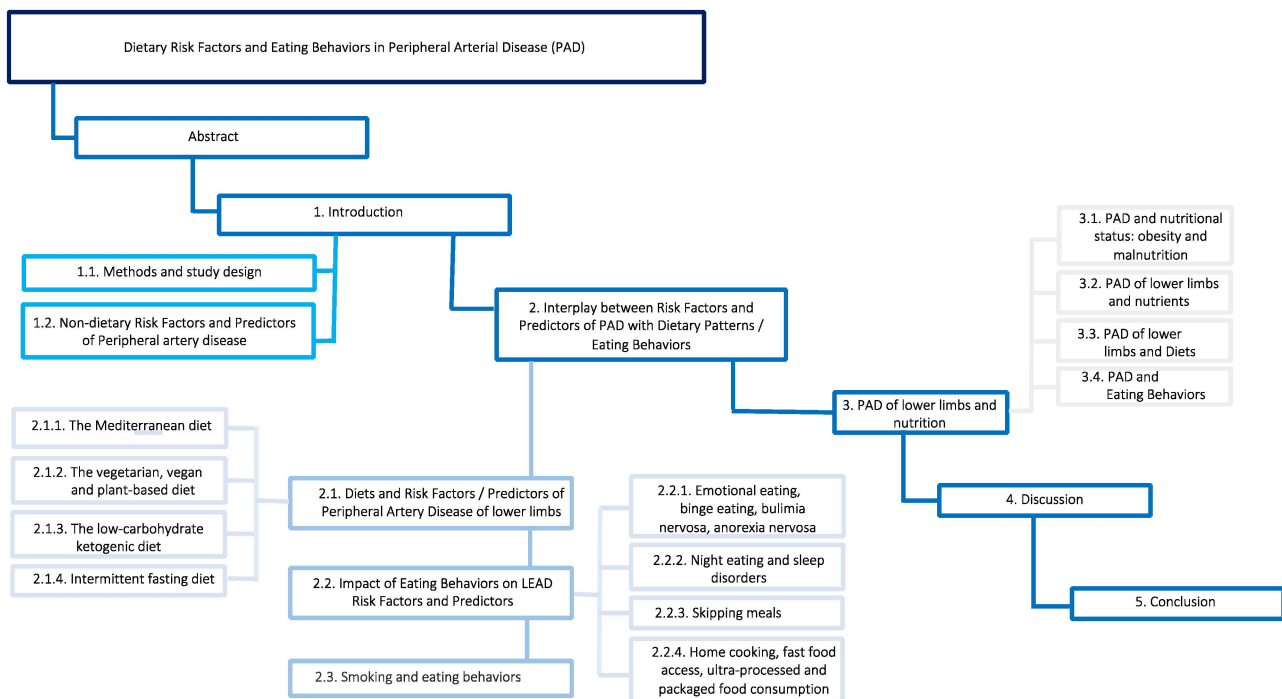 Dietary Risk Factors and Eating Behaviors in Peripheral Arterial Disease (PAD)
Abstract
1. Introduction
1.1. Methods and study design
1.2. Non-dietary Risk Factors and Predictors
of Peripheral artery disease
2. Interplay between Risk Factors and
Predictors of PAD with Dietary Patterns /
Eating Behaviors
2.1. Diets and Risk Factors / Predictors of
Peripheral Artery Disease of lower limbs
2.1.1. The Mediterranean diet
2.1.2. The vegetarian, vegan
and plant-based diet
2.1.3. The low-carbohydrate
ketogenic diet
2.1.4. Intermittent fasting diet
2.2. Impact of Eating Behaviors on LEAD
Risk Factors and Predictors
2.2.1. Emotional eating,
binge eating, bulimia
nervosa, anorexia nervosa
2.2.2. Night eating and sleep
disorders
2.2.3. Skipping meals
2.2.4. Home cooking, fast food
access, ultra-processed and
packaged food consumption
2.3. Smoking and eating behaviors
3. PAD of lower limbs and
nutrition
3.1. PAD and nutritional
status: obesity and
malnutrition
3.2. PAD of lower limbs
and nutrients
3.3. PAD of lower
limbs and Diets
3.4. PAD and
Eating Behaviors
4. Discussion
5. Conclusion